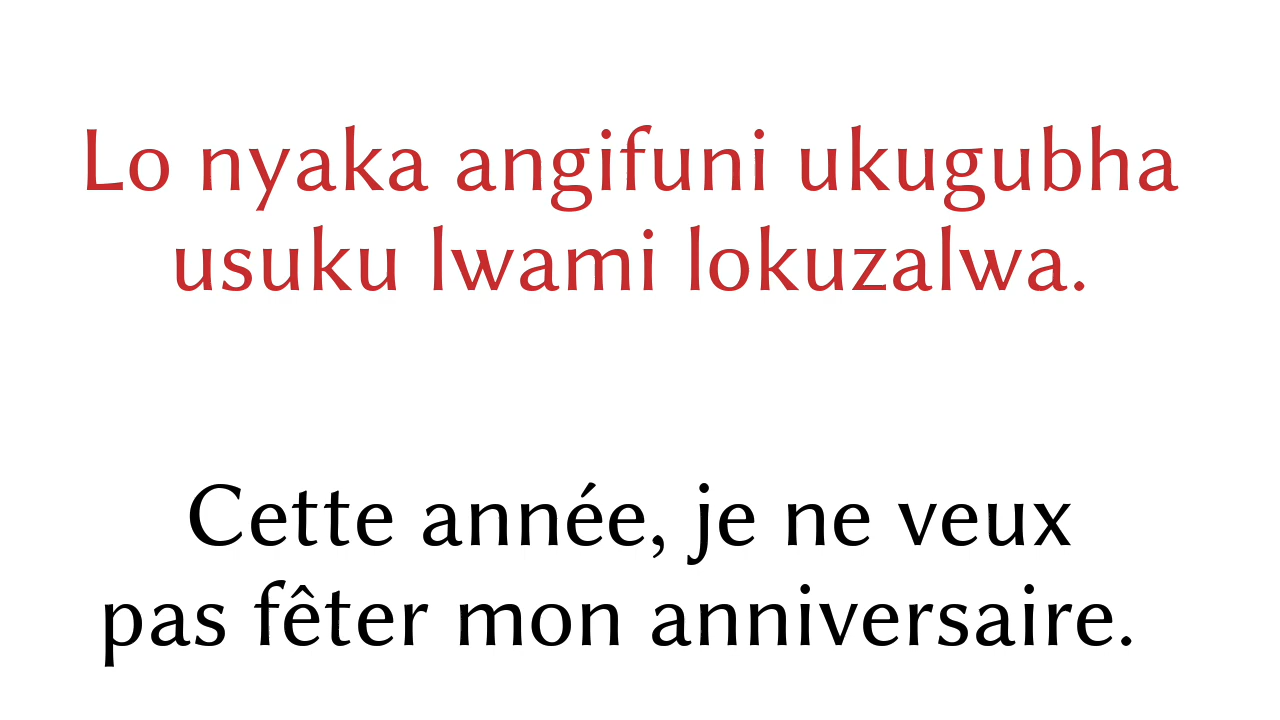 Lo nyaka angifuni ukugubha
usuku lwami lokuzalwa.
Cette année, je ne veux
pas fêter mon anniversaire.